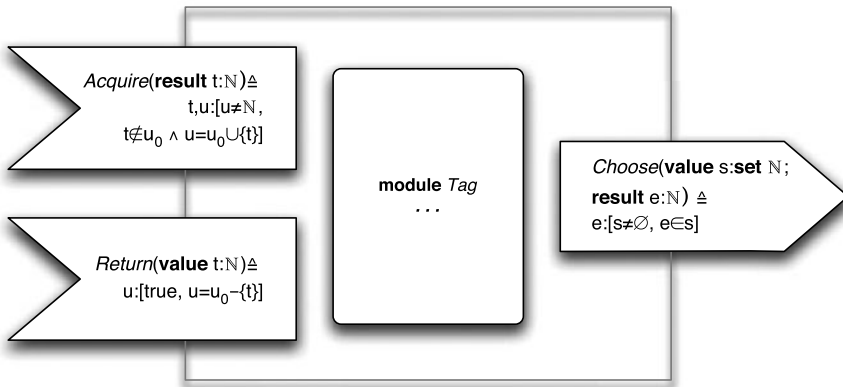 Acquire(result t:ℕ)≙
t,u:[u≠ℕ,
t∉u₀ ∧ u=u₀∪{t}]
Return(value t:ℕ)≙
u:[true, u=u₀−{t}]
module Tag
...
Choose(value s:set ℕ;
result e:ℕ) ≙
e:[s≠∅, e∈s]